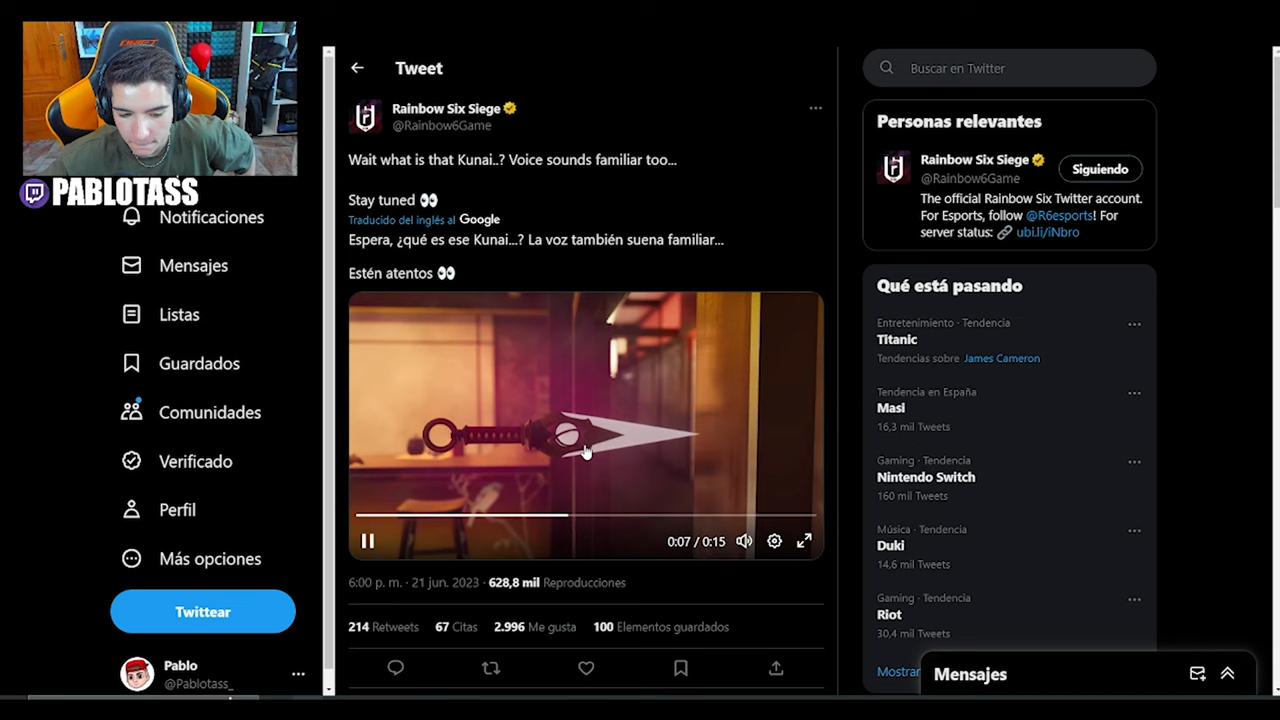 PABLOTASS
Notificaciones
Mensajes
Listas
Guardados
Comunidades
Verificado
Perfil
Más opciones
Twittear
Pablo
@Pablotass_
Tweet
Rainbow Six Siege
@Rainbow6Game
Wait what is that Kunai..? Voice sounds familiar too...
Stay tuned 👀
Traducido del inglés al Google
Espera, ¿qué es ese Kunai...? La voz también suena familiar...
Estén atentos 👀
0:07 / 0:15
6:00 p. m. · 21 jun. 2023 · 628,8 mil Reproducciones
214 Retweets 67 Citas 2.996 Me gusta 100 Elementos guardados
Buscar en Twitter
Personas relevantes
Rainbow Six Siege
@Rainbow6Game
Siguiendo
The official Rainbow Six Twitter account.
For Esports, follow @R6esports! For
server status: 🔗 ubi.li/iNbro
Qué está pasando
Entretenimiento · Tendencia
Titanic
Tendencias sobre James Cameron
Tendencia en España
Masi
16,3 mil Tweets
Gaming · Tendencia
Nintendo Switch
160 mil Tweets
Música · Tendencia
Duki
14,6 mil Tweets
Gaming · Tendencia
Riot
30,4 mil Tweets
Mostrar
Mensajes